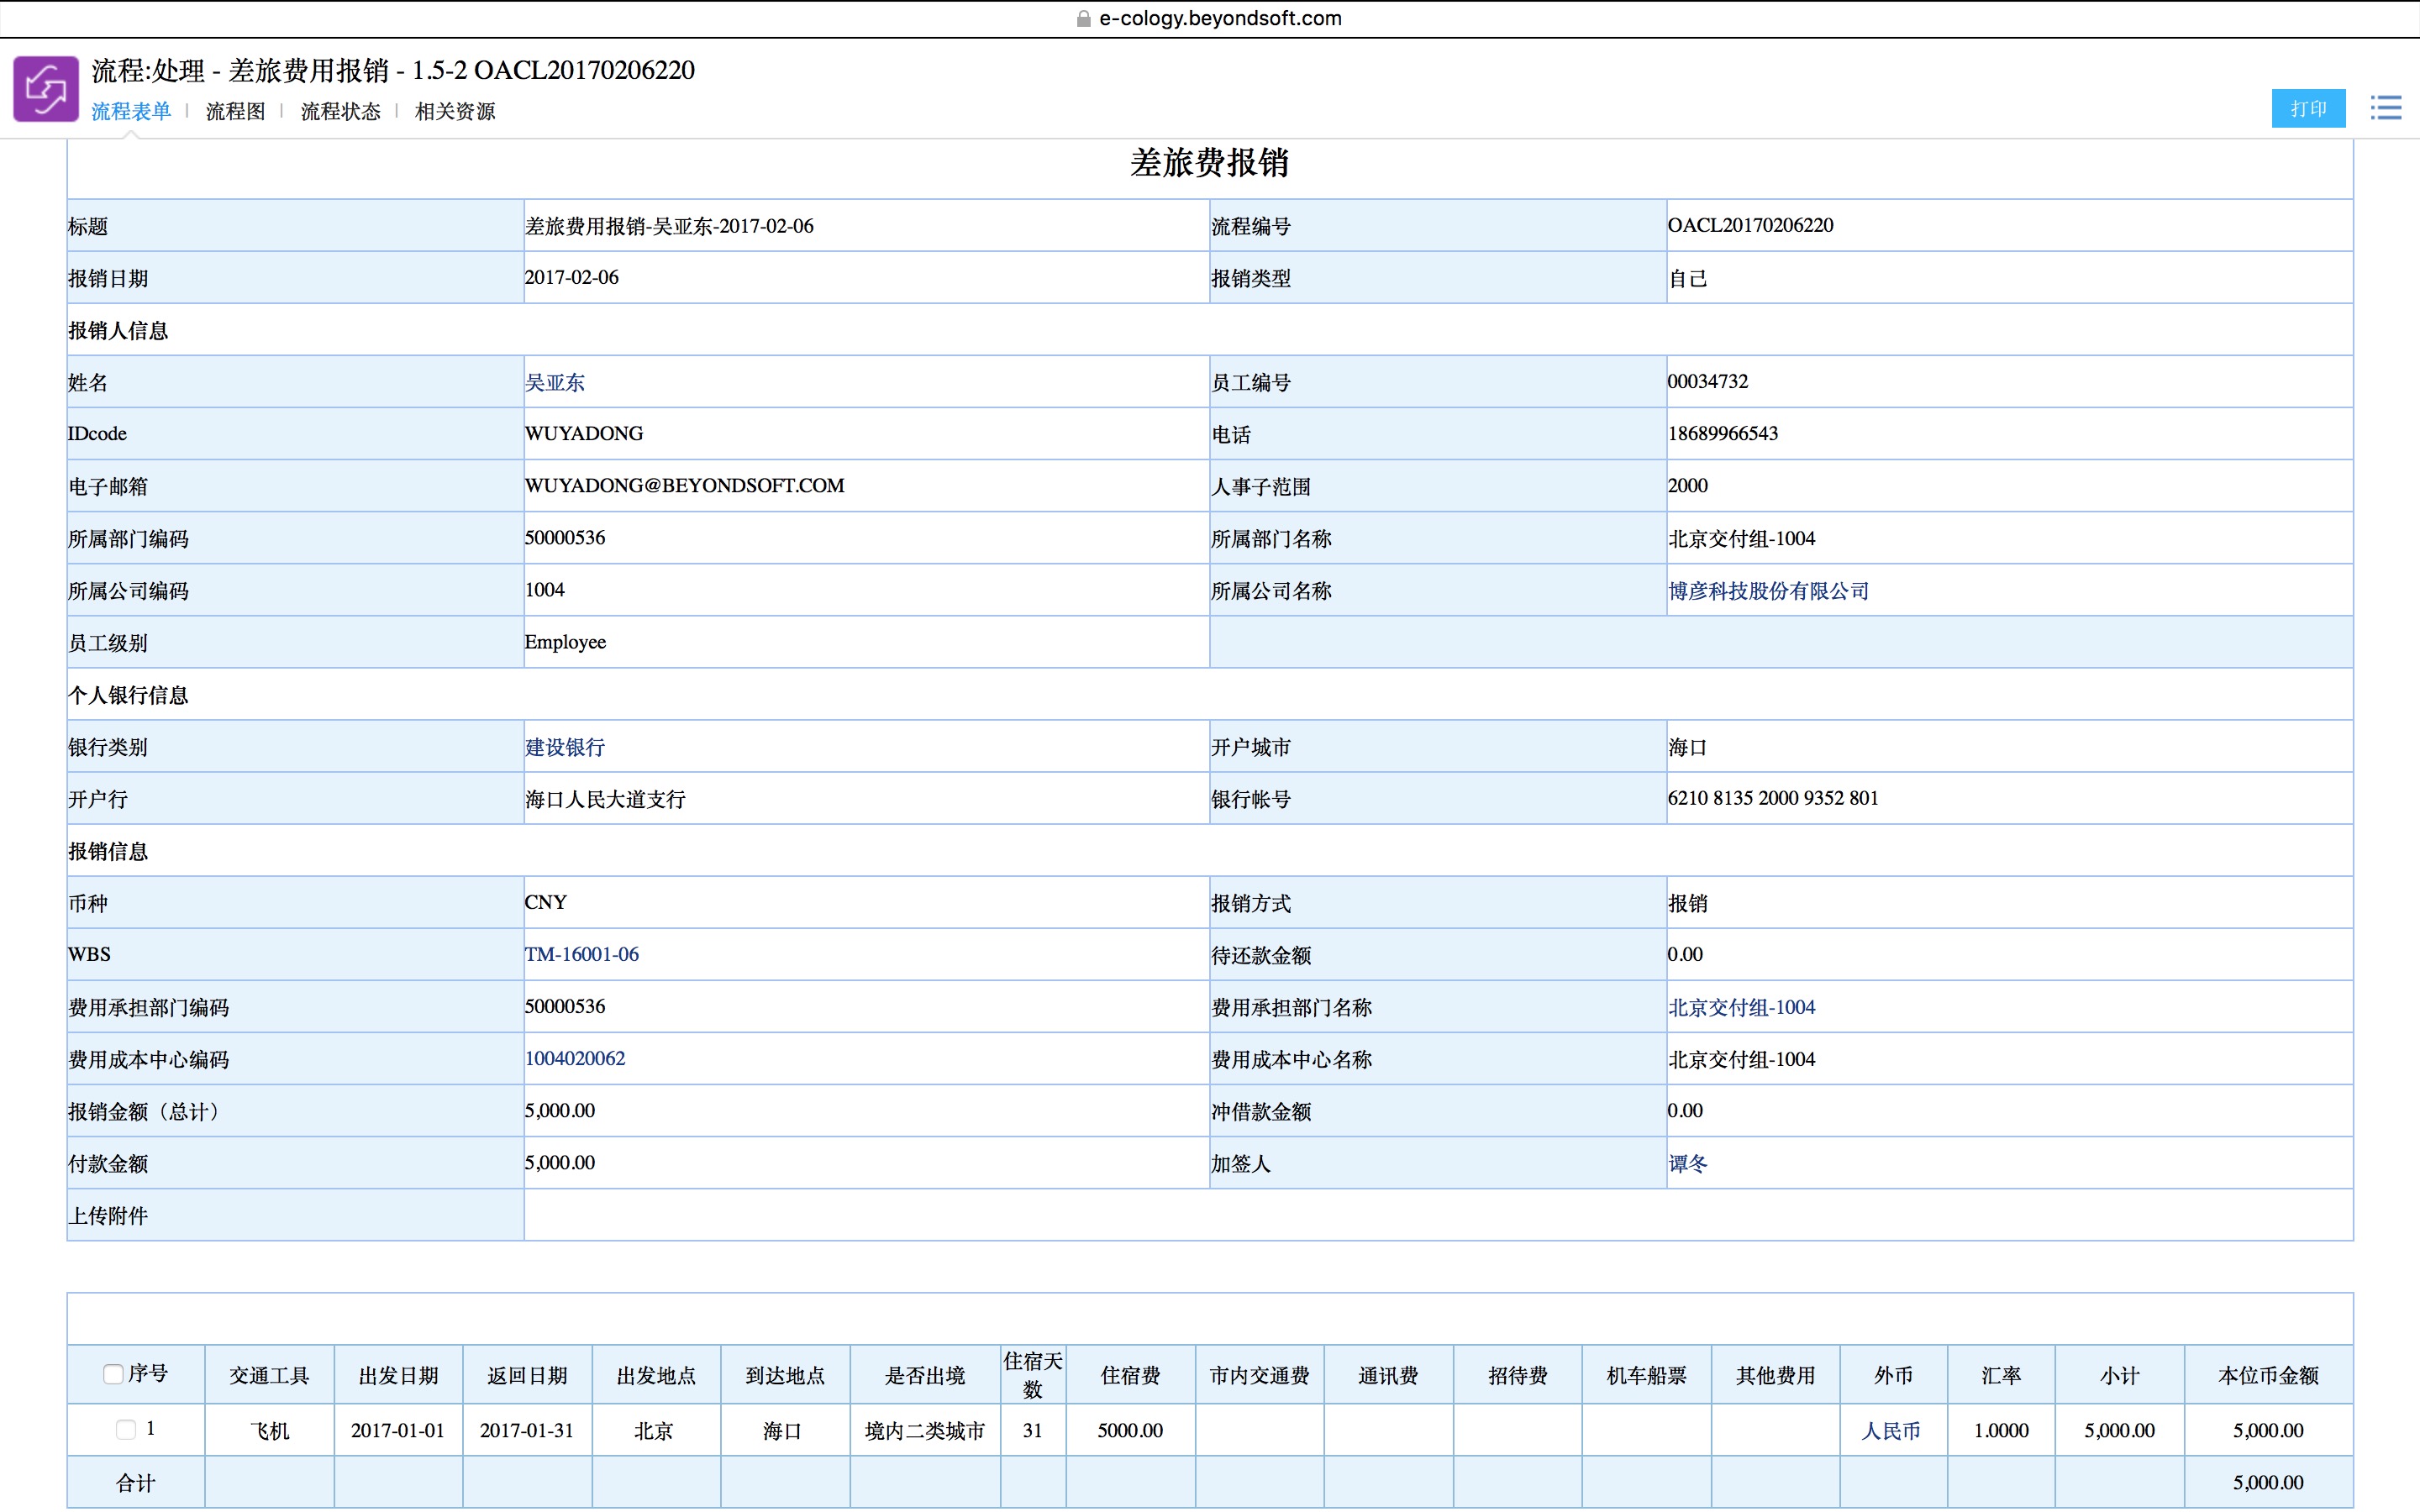 e-cology.beyondsoft.com
流程:处理 - 差旅费用报销 - 1.5-2 OACL20170206220
流程表单 | 流程图 | 流程状态 | 相关资源
打印
差旅费报销
标题 差旅费用报销-吴亚东-2017-02-06 流程编号 OACL20170206220
报销日期 2017-02-06 报销类型 自己
报销人信息
姓名 吴亚东 员工编号 00034732
IDcode WUYADONG 电话 18689966543
电子邮箱 WUYADONG@BEYONDSOFT.COM 人事子范围 2000
所属部门编码 50000536 所属部门名称 北京交付组-1004
所属公司编码 1004 所属公司名称 博彦科技股份有限公司
员工级别 Employee
个人银行信息
银行类别 建设银行 开户城市 海口
开户行 海口人民大道支行 银行帐号 6210 8135 2000 9352 801
报销信息
币种 CNY 报销方式 报销
WBS TM-16001-06 待还款金额 0.00
费用承担部门编码 50000536 费用承担部门名称 北京交付组-1004
费用成本中心编码 1004020062 费用成本中心名称 北京交付组-1004
报销金额（总计） 5,000.00 冲借款金额 0.00
付款金额 5,000.00 加签人 谭冬
上传附件
序号 交通工具 出发日期 返回日期 出发地点 到达地点 是否出境 住宿天数 住宿费 市内交通费 通讯费 招待费 机车船票 其他费用 外币 汇率 小计 本位币金额
1 飞机 2017-01-01 2017-01-31 北京 海口 境内二类城市 31 5000.00 人民币 1.0000 5,000.00 5,000.00
合计 5,000.00